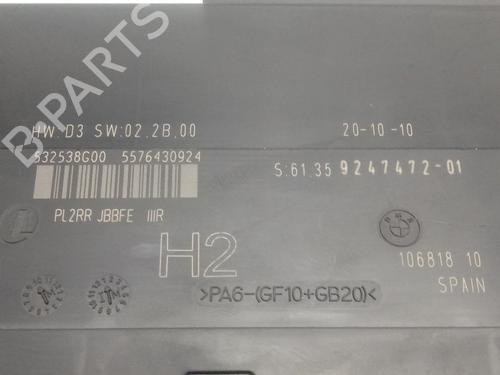 HW:D3 SW:02.2B.00
20-10-10
532538G00 5576430924
S:61.35 9247472-01
PL2RR JBBFE IIIR
H2
BMW
106818 10
SPAIN
>PA6-(GF10+GB20)<
B-PARTS